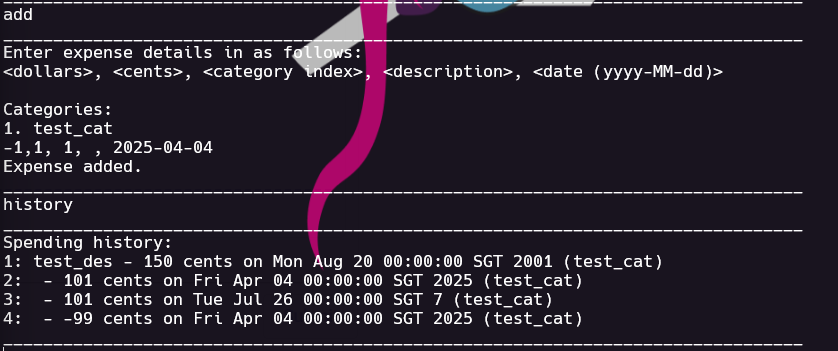 add
Enter expense details in as follows:
<dollars>, <cents>, <category index>, <description>, <date (yyyy-MM-dd)>
Categories:
1. test_cat
-1,1, 1, , 2025-04-04
Expense added.
history
Spending history:
1: test_des - 150 cents on Mon Aug 20 00:00:00 SGT 2001 (test_cat)
2:  - 101 cents on Fri Apr 04 00:00:00 SGT 2025 (test_cat)
3:  - 101 cents on Tue Jul 26 00:00:00 SGT 7 (test_cat)
4:  - -99 cents on Fri Apr 04 00:00:00 SGT 2025 (test_cat)